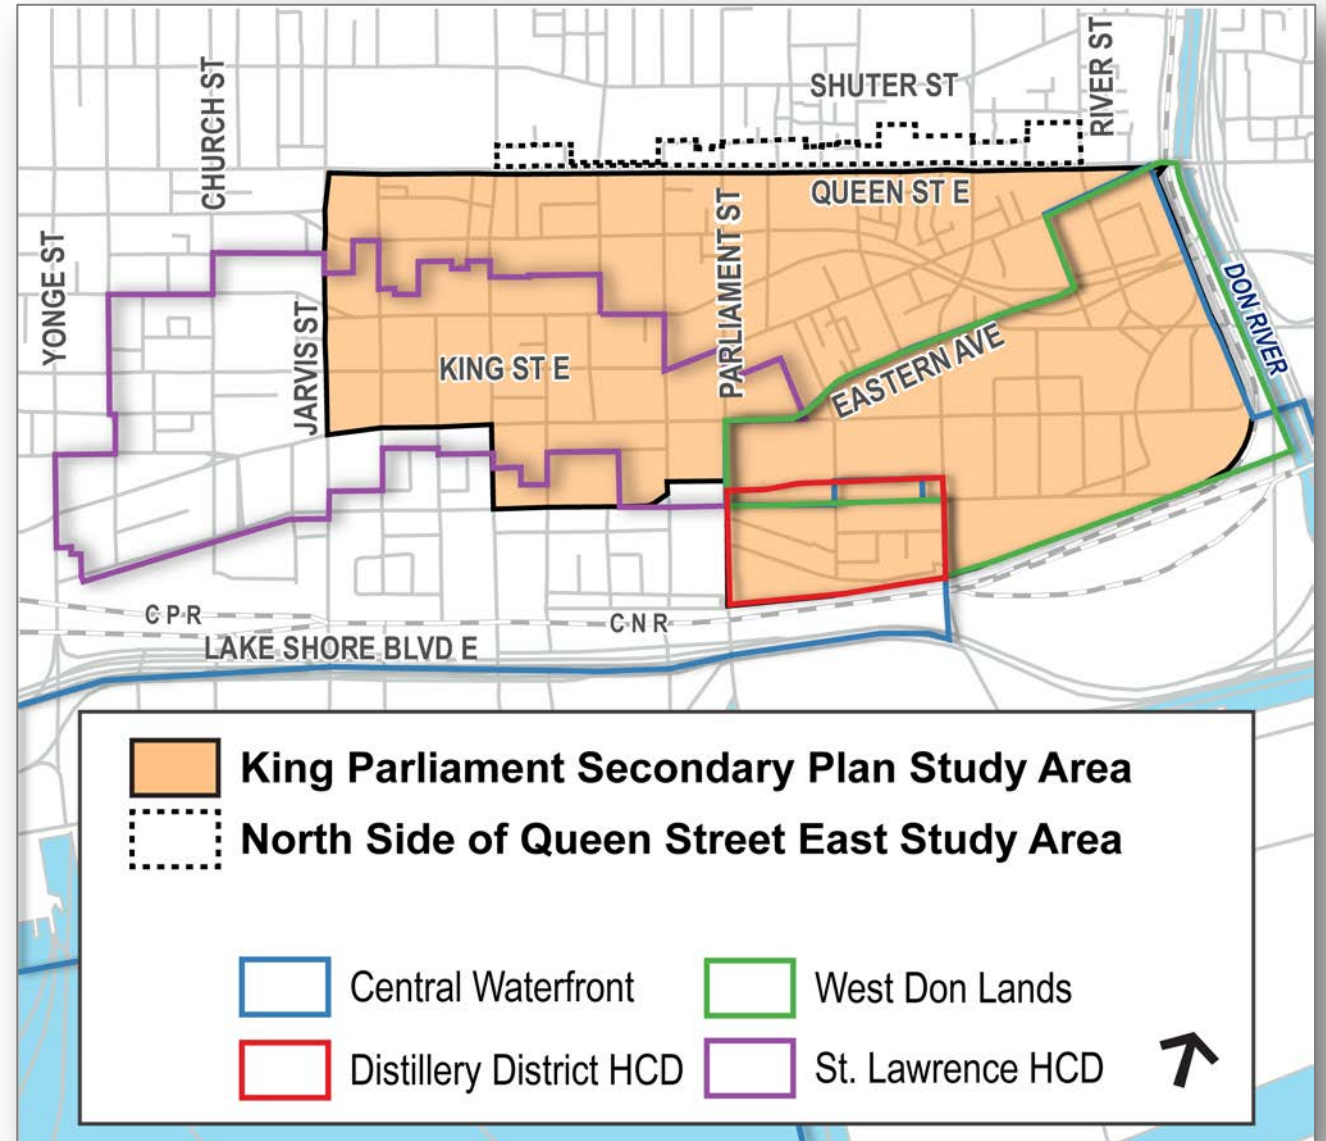 SHUTER ST
RIVER ST
CHURCH ST
QUEEN ST E
PARLIAMENT ST
YONGE ST
DON RIVER
JARVIS ST
KING ST E
EASTERN AVE
C P R
C N R
LAKE SHORE BLVD E
King Parliament Secondary Plan Study Area
North Side of Queen Street East Study Area
Central Waterfront
West Don Lands
Distillery District HCD
St. Lawrence HCD